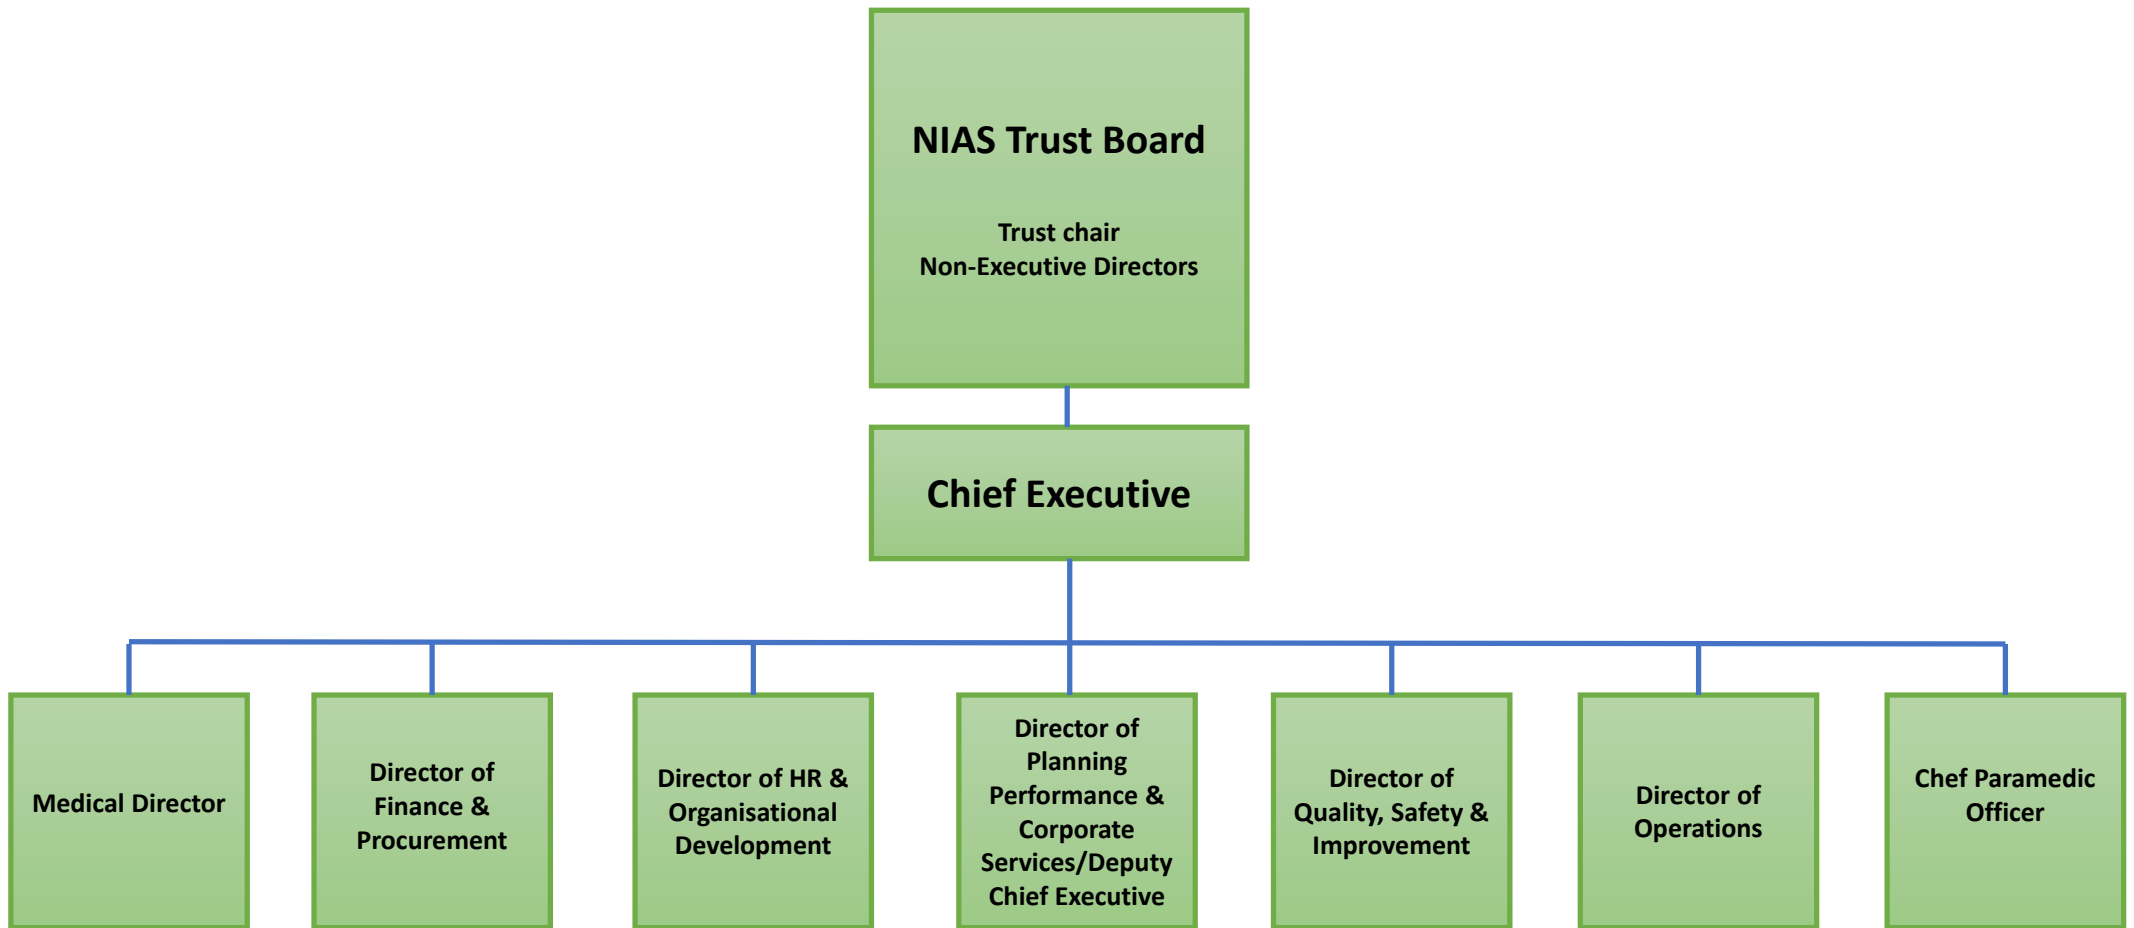 NIAS Trust Board
Trust chair
Non-Executive Directors
Chief Executive
Medical Director
Director of
Finance &
Procurement
Director of HR &
Organisational
Development
Director of
Planning
Performance &
Corporate
Services/Deputy
Chief Executive
Director of
Quality, Safety &
Improvement
Director of
Operations
Chef Paramedic
Officer